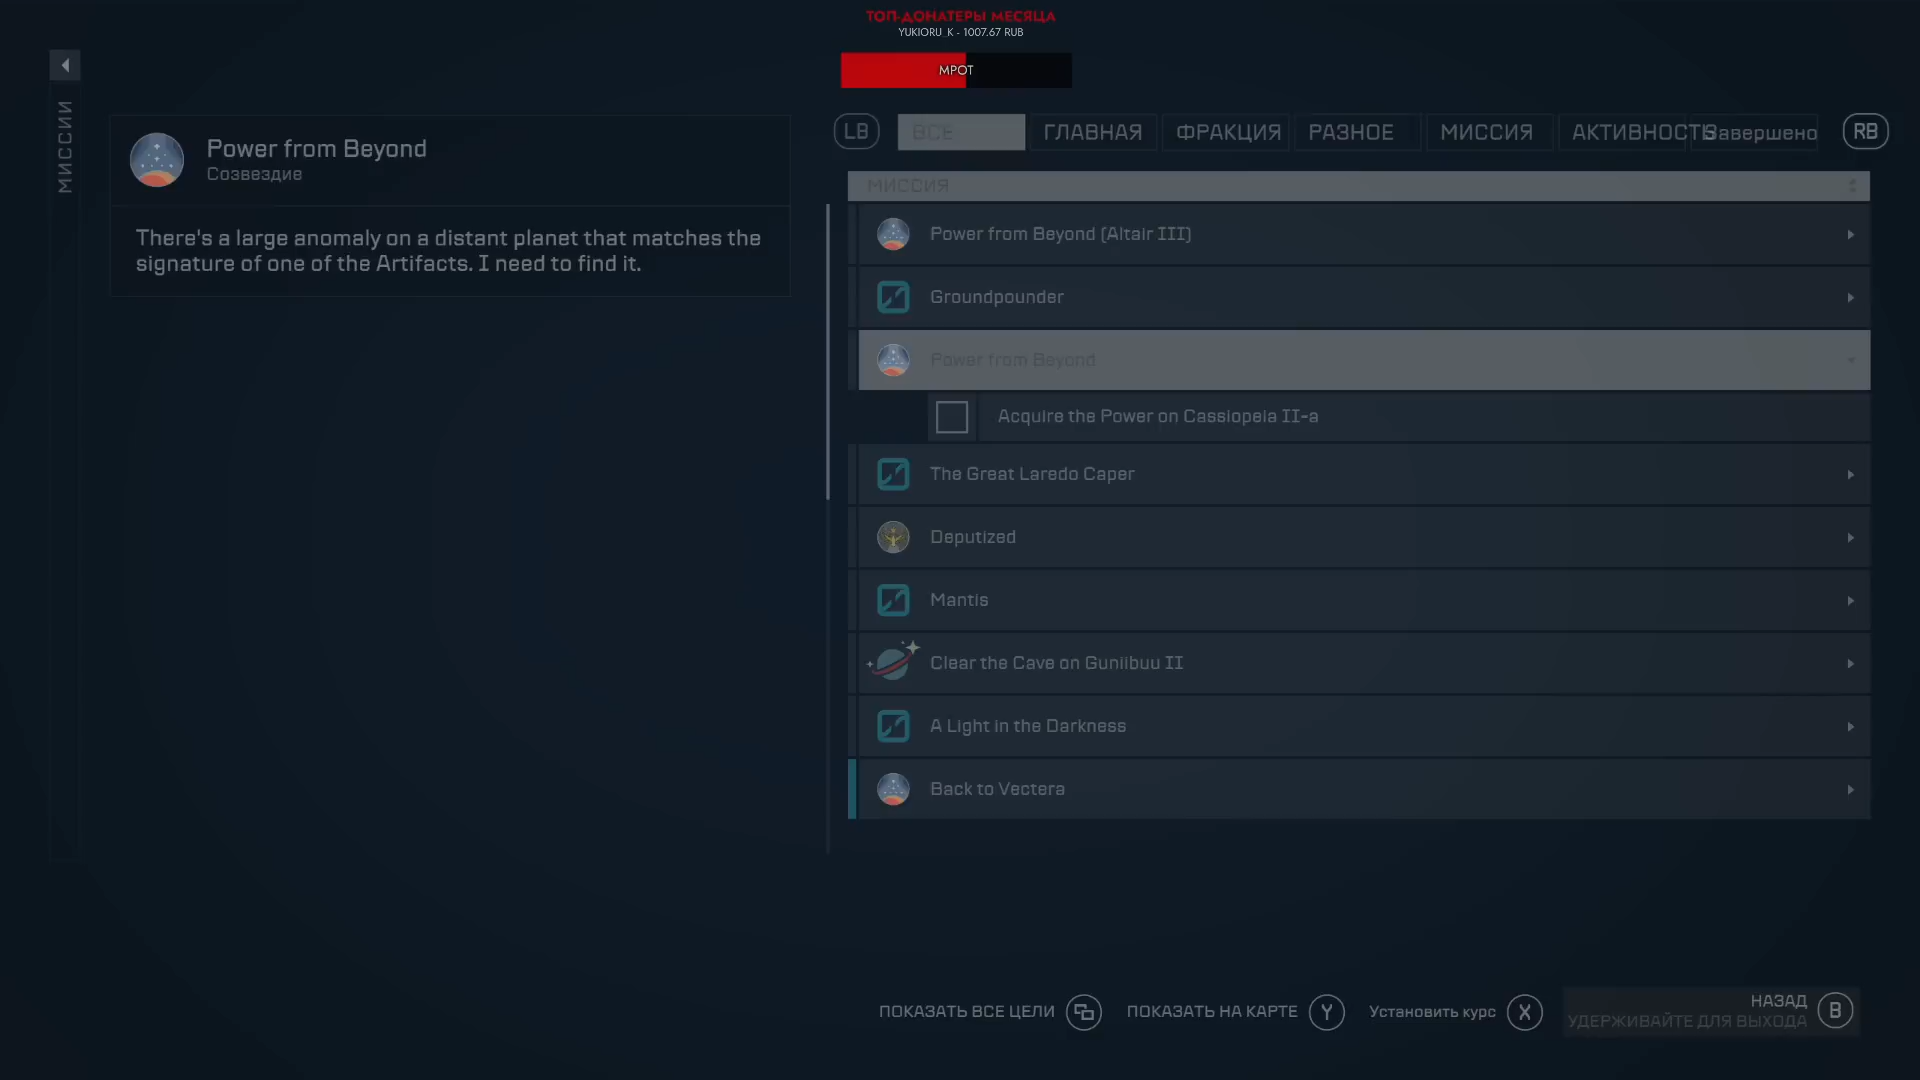 ТОП-ДОНАТЕРЫ МЕСЯЦА
YUKIORU_K - 1007.67 RUB
МРОТ
МИССИИ
Power from Beyond
Созвездие
There's a large anomaly on a distant planet that matches the
signature of one of the Artifacts. I need to find it.
LB
ВСЕ
ГЛАВНАЯ
ФРАКЦИЯ
РАЗНОЕ
МИССИЯ
АКТИВНОСТЬ
Завершено
RB
МИССИЯ
Power from Beyond (Altair III)
Groundpounder
Power from Beyond
Acquire the Power on Cassiopeia II-a
The Great Laredo Caper
Deputized
Mantis
Clear the Cave on Guniibuu II
A Light in the Darkness
Back to Vectera
ПОКАЗАТЬ ВСЕ ЦЕЛИ
ПОКАЗАТЬ НА КАРТЕ Y
Установить курс X
НАЗАД B
УДЕРЖИВАЙТЕ ДЛЯ ВЫХОДА